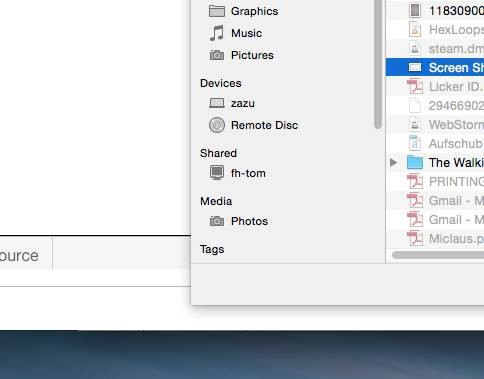 Graphics
Music
Pictures
Devices
zazu
Remote Disc
Shared
fh-tom
Media
Photos
Tags
11830900
HexLoops
steam.dm
Screen Sh
Licker ID.
29466902
WebStorm
Aufschub
The Walki
PRINTING
Gmail - M
Gmail - M
Miclaus.p
ource